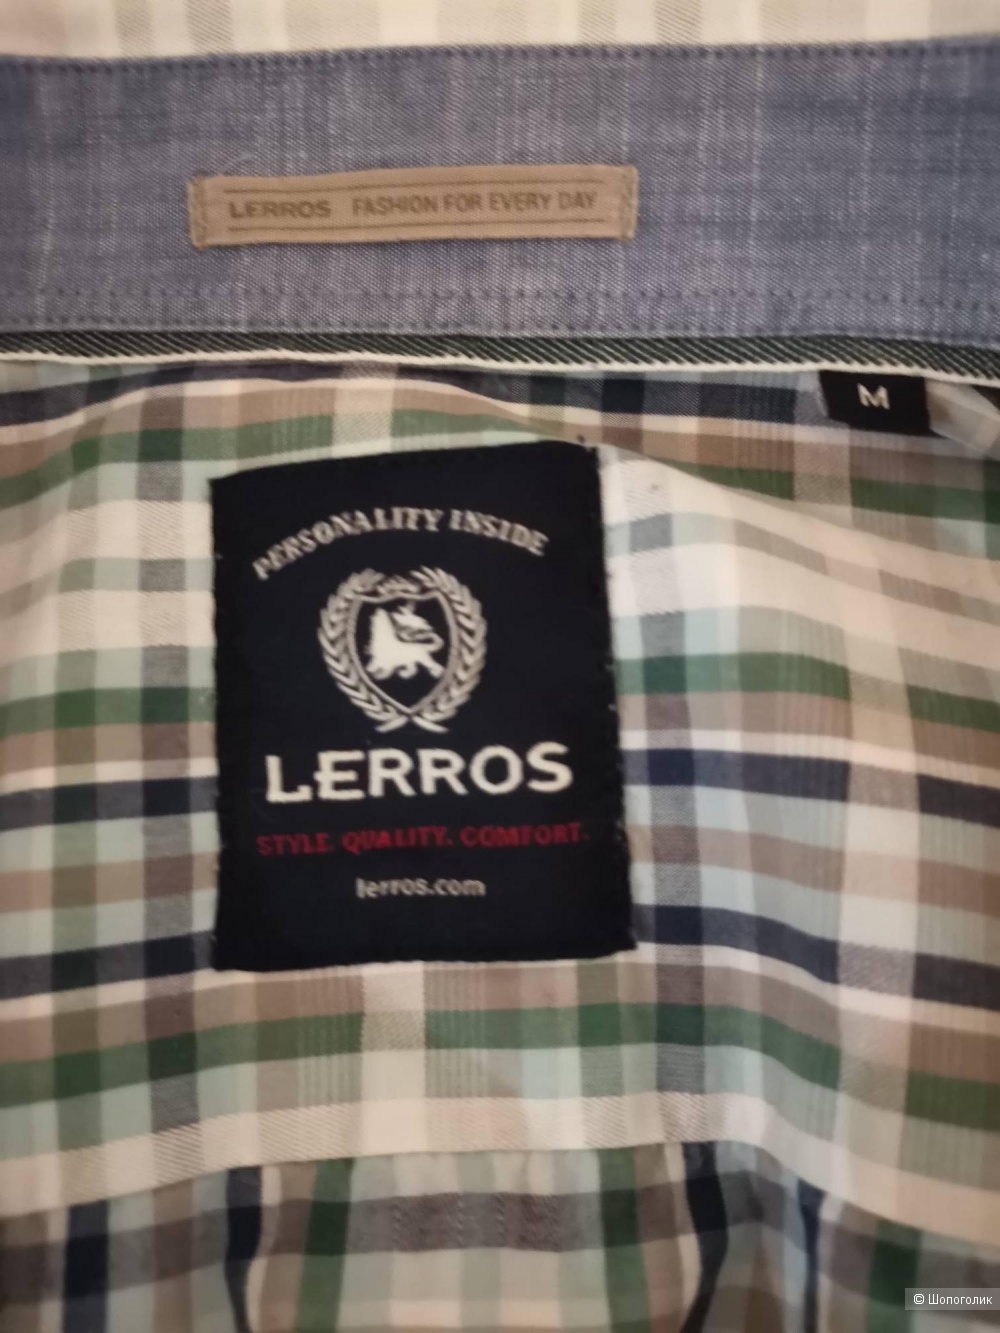 LERROS FASHION FOR EVERY DAY
M
PERSONALITY INSIDE
LERROS
STYLE. QUALITY. COMFORT.
lerros.com
© Шопоголик